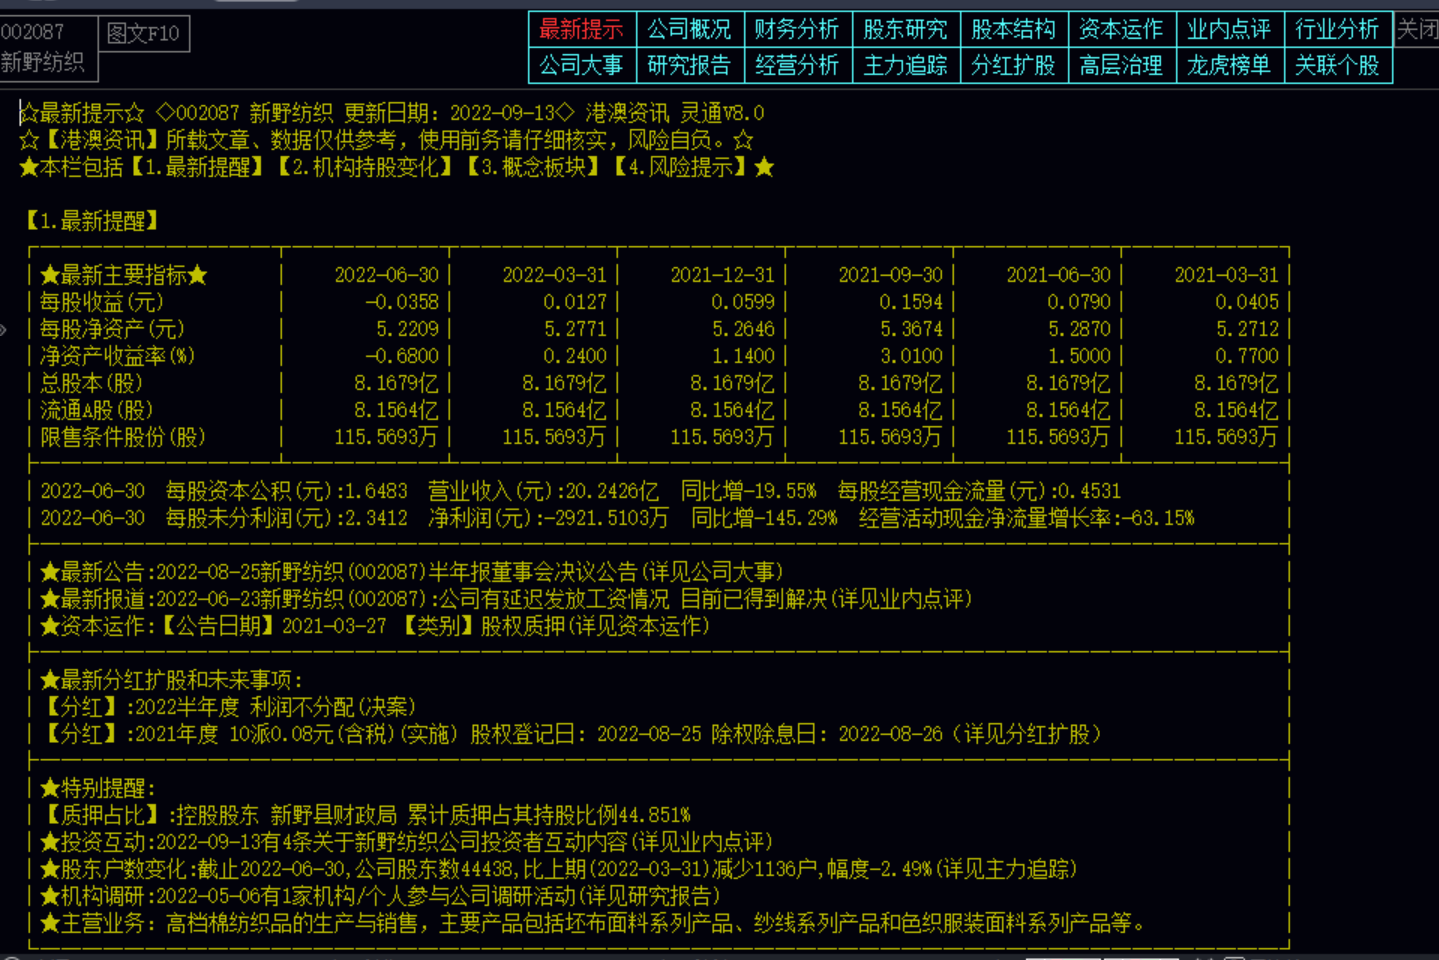 002087 图文F10 最新提示 公司概况 财务分析 股东研究 股本结构 资本运作 业内点评 行业分析 关闭
新野纺织 公司大事 研究报告 经营分析 主力追踪 分红扩股 高层治理 龙虎榜单 关联个股
☆最新提示☆ ◇002087 新野纺织 更新日期: 2022-09-13◇ 港澳资讯 灵通V8.0
☆【港澳资讯】所载文章、数据仅供参考，使用前务请仔细核实，风险自负。☆
★本栏包括【1.最新提醒】【2.机构持股变化】【3.概念板块】【4.风险提示】★
【1.最新提醒】
★最新主要指标★ 2022-06-30 2022-03-31 2021-12-31 2021-09-30 2021-06-30 2021-03-31
每股收益(元) -0.0358 0.0127 0.0599 0.1594 0.0790 0.0405
每股净资产(元) 5.2209 5.2771 5.2646 5.3674 5.2870 5.2712
净资产收益率(%) -0.6800 0.2400 1.1400 3.0100 1.5000 0.7700
总股本(股) 8.1679亿 8.1679亿 8.1679亿 8.1679亿 8.1679亿 8.1679亿
流通A股(股) 8.1564亿 8.1564亿 8.1564亿 8.1564亿 8.1564亿 8.1564亿
限售条件股份(股) 115.5693万 115.5693万 115.5693万 115.5693万 115.5693万 115.5693万
2022-06-30 每股资本公积(元):1.6483 营业收入(元):20.2426亿 同比增-19.55% 每股经营现金流量(元):0.4531
2022-06-30 每股未分利润(元):2.3412 净利润(元):-2921.5103万 同比增-145.29% 经营活动现金净流量增长率:-63.15%
★最新公告:2022-08-25新野纺织(002087)半年报董事会决议公告(详见公司大事)
★最新报道:2022-06-23新野纺织(002087):公司有延迟发放工资情况 目前已得到解决(详见业内点评)
★资本运作:【公告日期】2021-03-27 【类别】股权质押(详见资本运作)
★最新分红扩股和未来事项:
【分红】:2022半年度 利润不分配(决案)
【分红】:2021年度 10派0.08元(含税)(实施) 股权登记日: 2022-08-25 除权除息日: 2022-08-26（详见分红扩股）
★特别提醒:
【质押占比】:控股股东 新野县财政局 累计质押占其持股比例44.851%
★投资互动:2022-09-13有4条关于新野纺织公司投资者互动内容(详见业内点评)
★股东户数变化:截止2022-06-30,公司股东数44438,比上期(2022-03-31)减少1136户,幅度-2.49%(详见主力追踪)
★机构调研:2022-05-06有1家机构/个人参与公司调研活动(详见研究报告)
★主营业务: 高档棉纺织品的生产与销售，主要产品包括坯布面料系列产品、纱线系列产品和色织服装面料系列产品等。